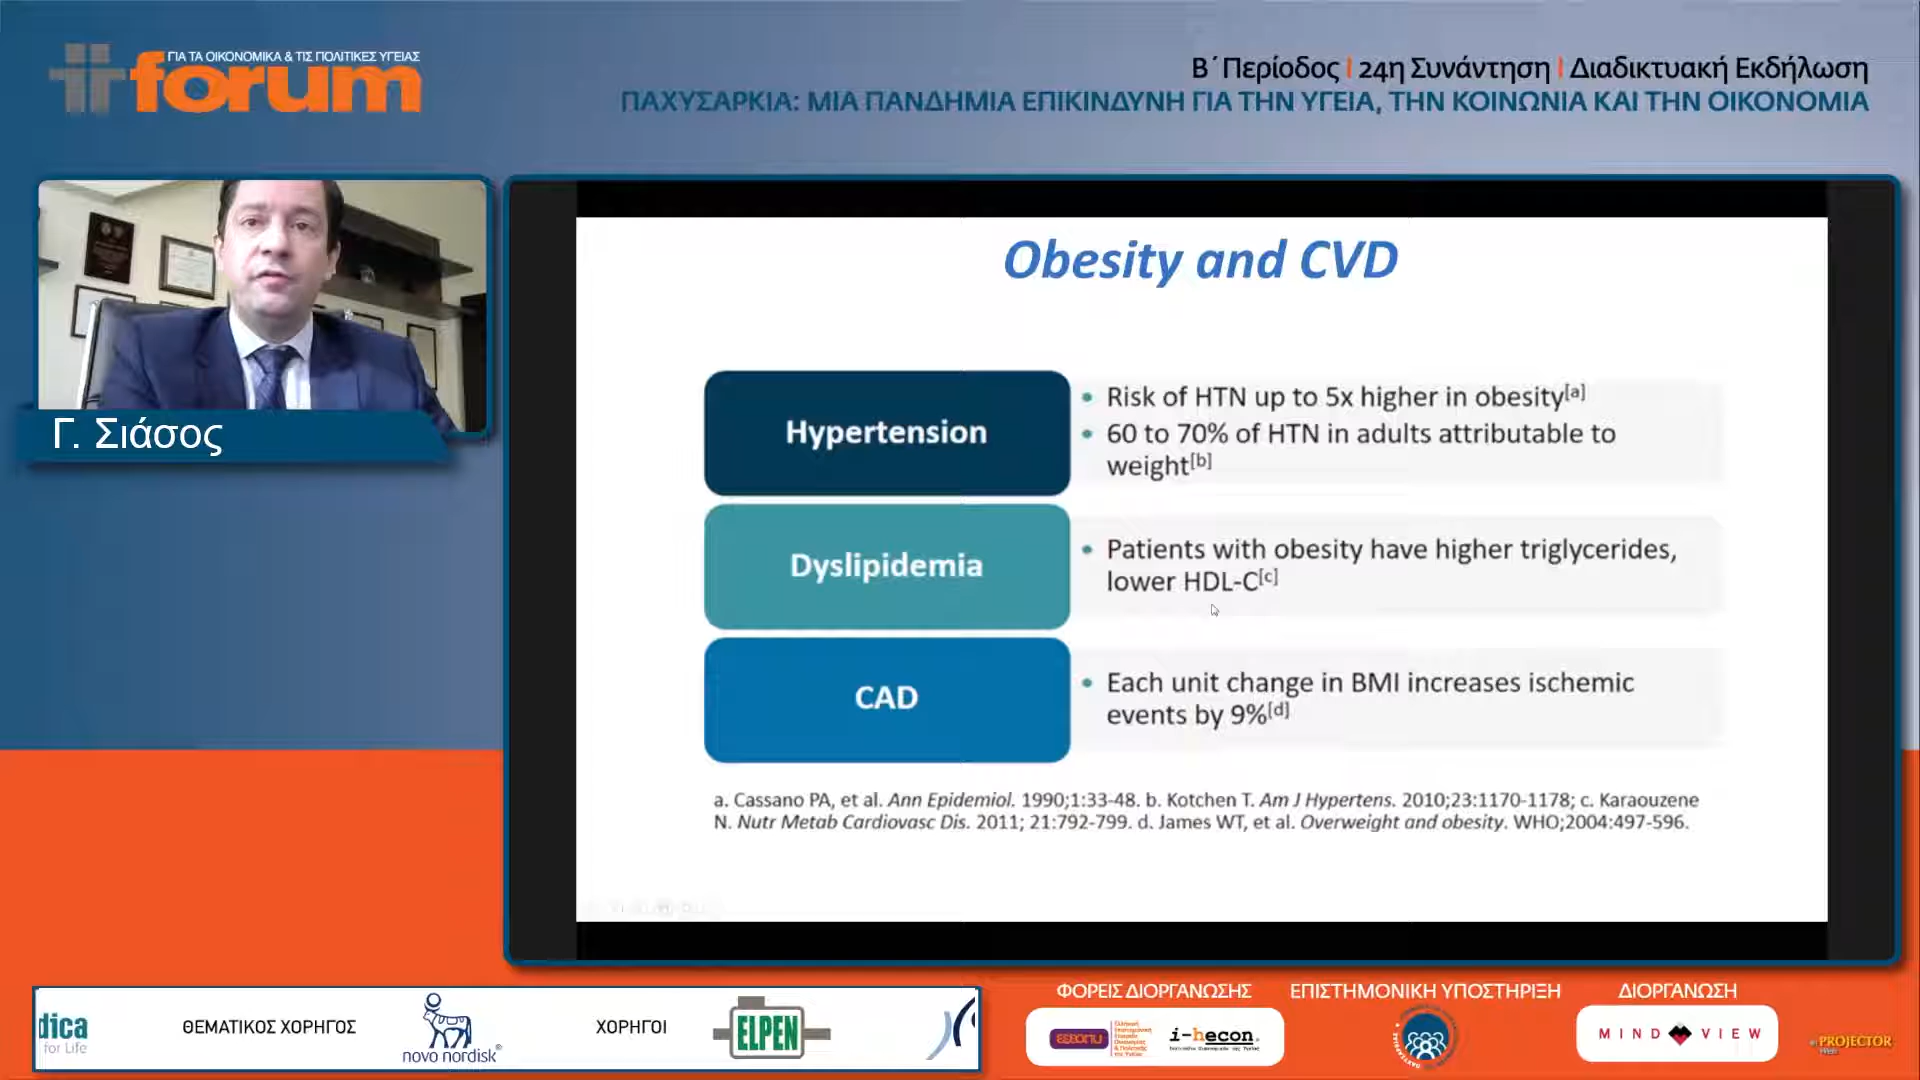 ΓΙΑ ΤΑ ΟΙΚΟΝΟΜΙΚΑ & ΤΙΣ ΠΟΛΙΤΙΚΕΣ ΥΓΕΙΑΣ
forum
Β΄ Περίοδος | 24η Συνάντηση | Διαδικτυακή Εκδήλωση
ΠΑΧΥΣΑΡΚΙΑ: ΜΙΑ ΠΑΝΔΗΜΙΑ ΕΠΙΚΙΝΔΥΝΗ ΓΙΑ ΤΗΝ ΥΓΕΙΑ, ΤΗΝ ΚΟΙΝΩΝΙΑ ΚΑΙ ΤΗΝ ΟΙΚΟΝΟΜΙΑ
Γ. Σιάσος
Obesity and CVD
Hypertension
• Risk of HTN up to 5x higher in obesity[a]
• 60 to 70% of HTN in adults attributable to
weight[b]
Dyslipidemia
• Patients with obesity have higher triglycerides,
lower HDL-C[c]
CAD
• Each unit change in BMI increases ischemic
events by 9%[d]
a. Cassano PA, et al. Ann Epidemiol. 1990;1:33-48. b. Kotchen T. Am J Hypertens. 2010;23:1170-1178; c. Karaouzene
N. Nutr Metab Cardiovasc Dis. 2011; 21:792-799. d. James WT, et al. Overweight and obesity. WHO;2004:497-596.
dica
for Life
ΘΕΜΑΤΙΚΟΣ ΧΟΡΗΓΟΣ
novo nordisk®
ΧΟΡΗΓΟΙ
ELPEN
ΦΟΡΕΙΣ ΔΙΟΡΓΑΝΩΣΗΣ
i-hecon.
ΕΠΙΣΤΗΜΟΝΙΚΗ ΥΠΟΣΤΗΡΙΞΗ
ΔΙΟΡΓΑΝΩΣΗ
MIND VIEW
PROJECTOR